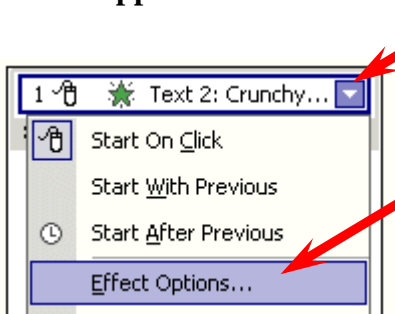 1 Text 2: Crunchy...
Start On Click
Start With Previous
Start After Previous
Effect Options...